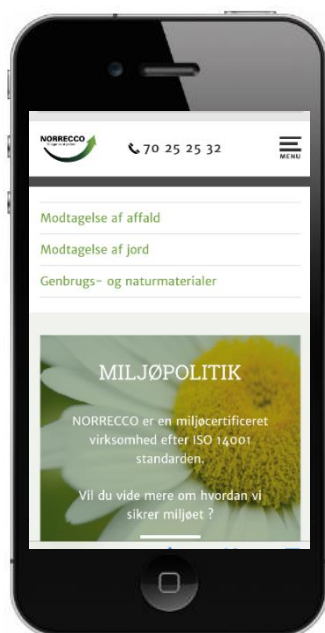 NORRECCO
70 25 25 32
MENU
Modtagelse af affald
Modtagelse af jord
Genbrugs- og naturmaterialer
MILJØPOLITIK
NORRECCO er en miljøcertificeret
virksomhed efter ISO 14001
standarden.
Vil du vide mere om hvordan vi
sikrer miljøet ?